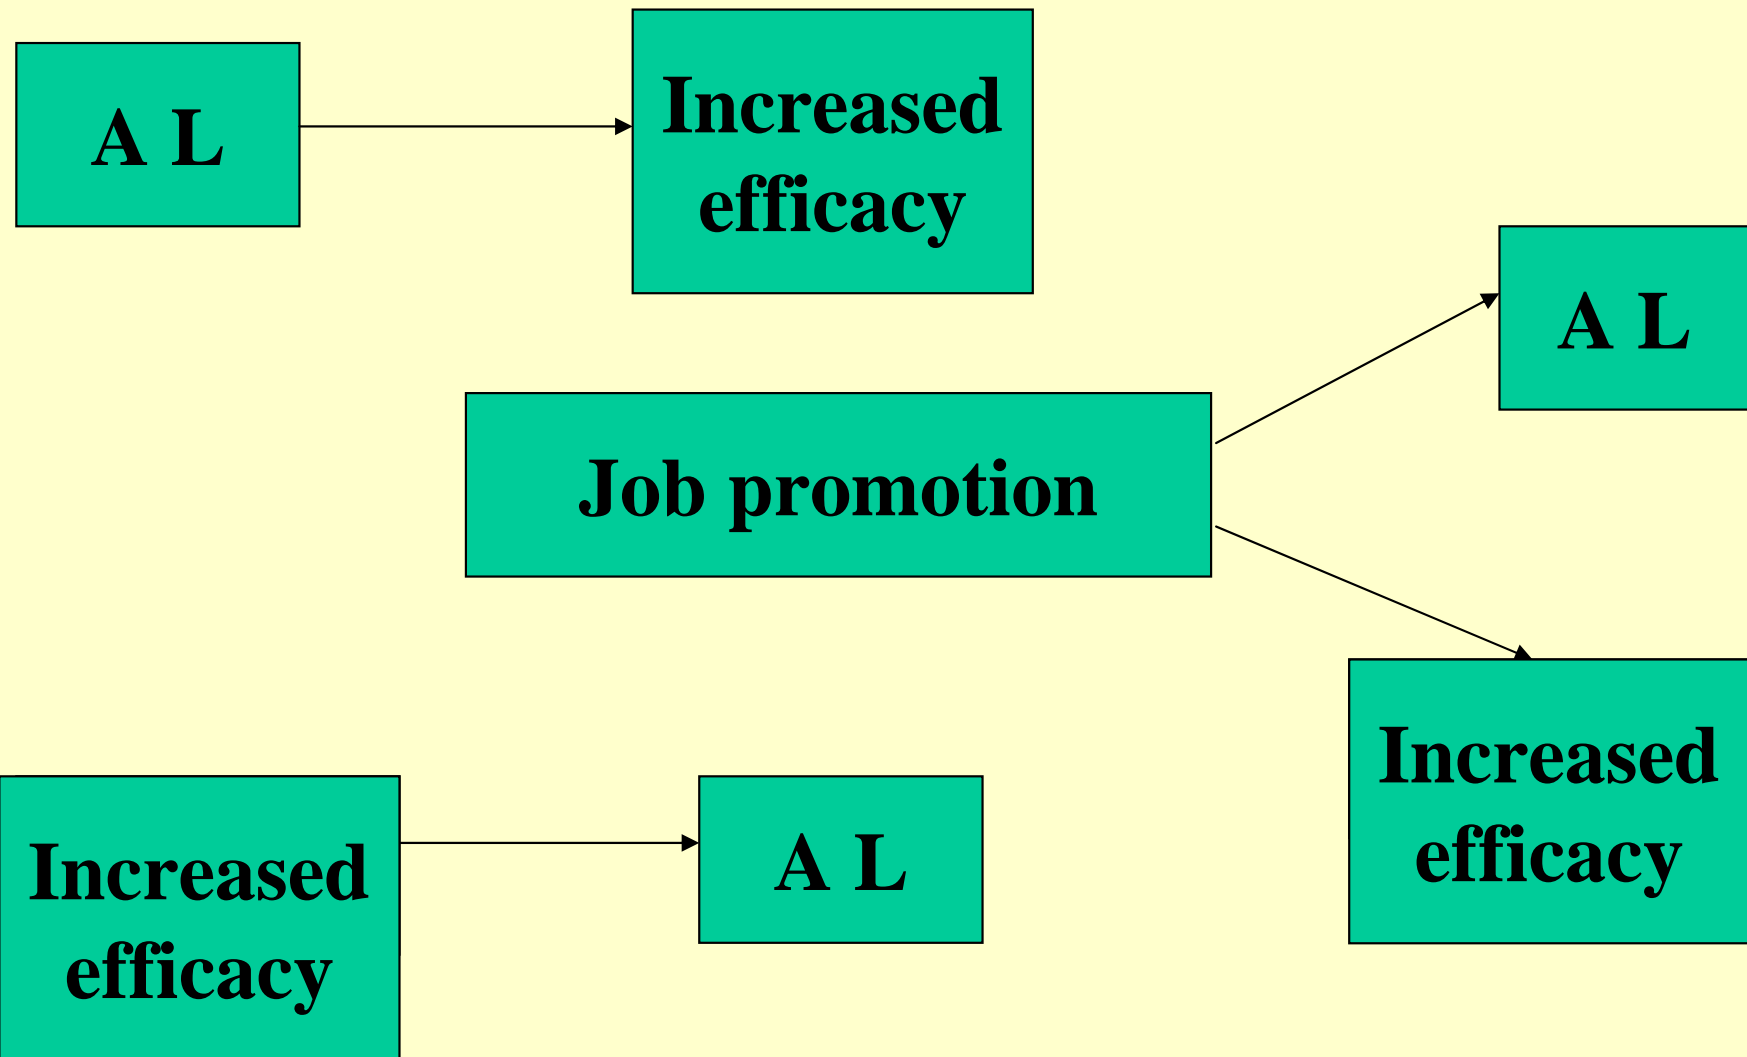 A L
Increased
efficacy
A L
Job promotion
Increased
efficacy
A L
Increased
efficacy